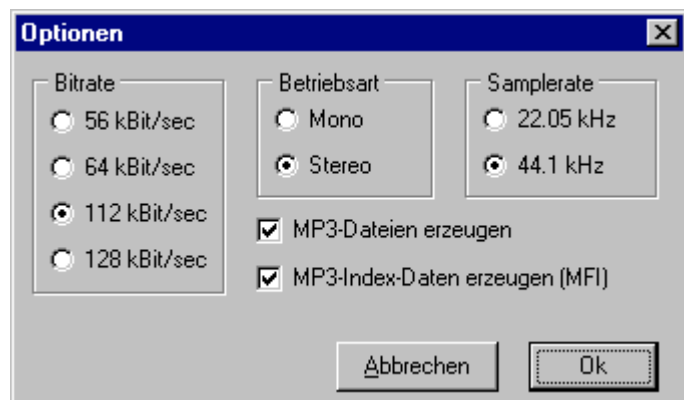 Optionen
Bitrate
56 kBit/sec
64 kBit/sec
112 kBit/sec
128 kBit/sec
Betriebsart
Mono
Stereo
Samplerate
22.05 kHz
44.1 kHz
MP3-Dateien erzeugen
MP3-Index-Daten erzeugen (MFI)
Abbrechen
Ok